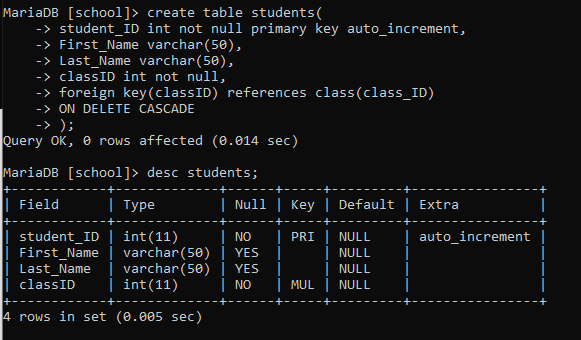 MariaDB [school]> create table students(
    -> student_ID int not null primary key auto_increment,
    -> First_Name varchar(50),
    -> Last_Name varchar(50),
    -> classID int not null,
    -> foreign key(classID) references class(class_ID)
    -> ON DELETE CASCADE
    -> );
Query OK, 0 rows affected (0.014 sec)
MariaDB [school]> desc students;
+------------+-------------+------+-----+---------+----------------+
| Field      | Type        | Null | Key | Default | Extra          |
+------------+-------------+------+-----+---------+----------------+
| student_ID | int(11)     | NO   | PRI | NULL    | auto_increment |
| First_Name | varchar(50) | YES  |     | NULL    |                |
| Last_Name  | varchar(50) | YES  |     | NULL    |                |
| classID    | int(11)     | NO   | MUL | NULL    |                |
+------------+-------------+------+-----+---------+----------------+
4 rows in set (0.005 sec)